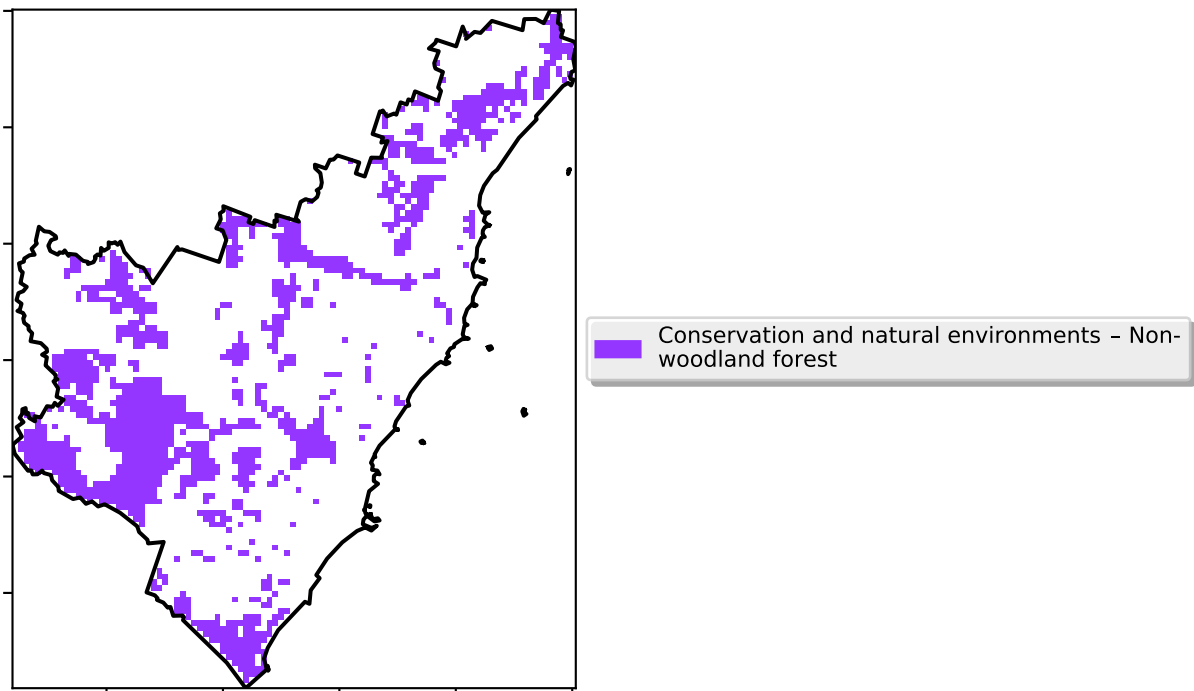 Conservation and natural environments – Non-
woodland forest